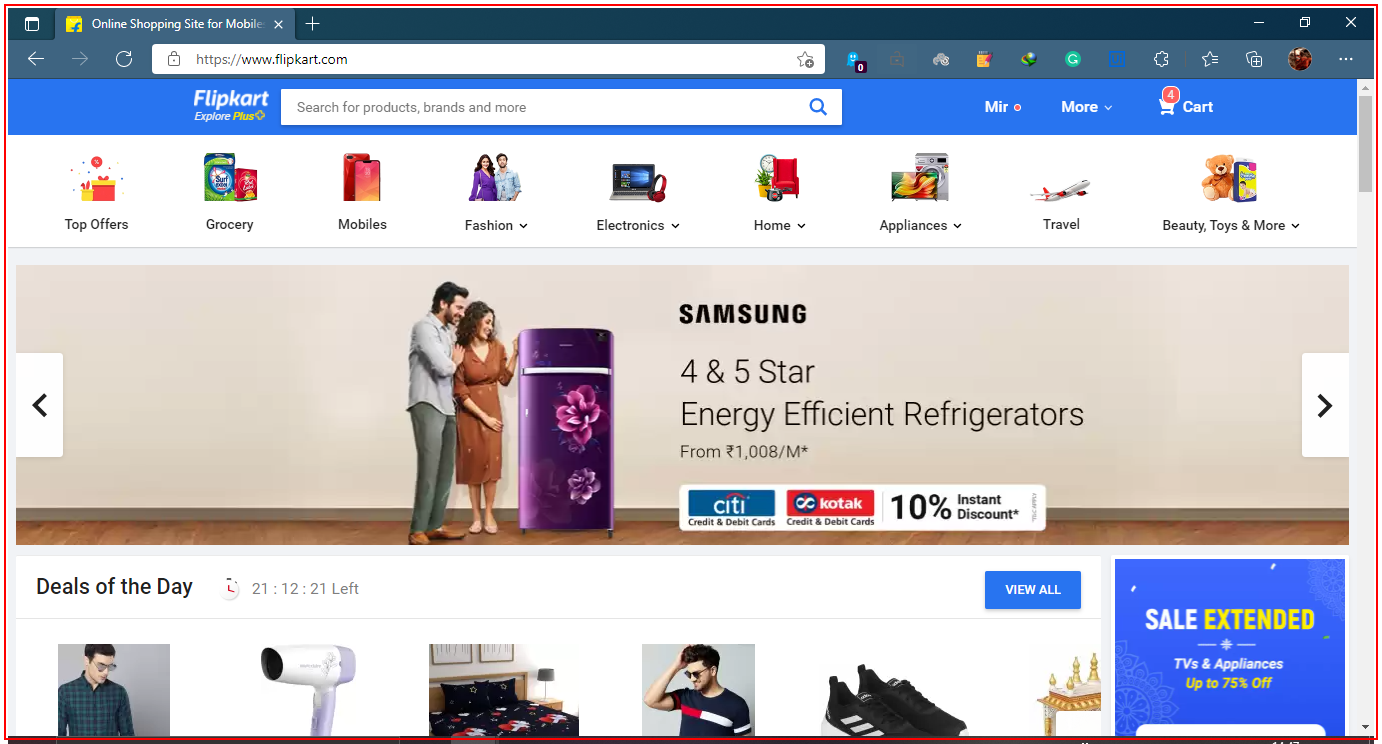 Online Shopping Site for Mobile
https://www.flipkart.com
0
Flipkart
Explore Plus
Search for products, brands and more
Mir
More
4
Cart
Top Offers
Grocery
Mobiles
Fashion
Electronics
Home
Appliances
Travel
Beauty, Toys & More
SAMSUNG
4 & 5 Star
Energy Efficient Refrigerators
From ₹1,008/M*
citi
Credit & Debit Cards
kotak
Credit & Debit Cards
10% Instant Discount*
*T&C APPLY
Deals of the Day
21 : 12 : 21 Left
VIEW ALL
SALE EXTENDED
TVs & Appliances
Up to 75% Off